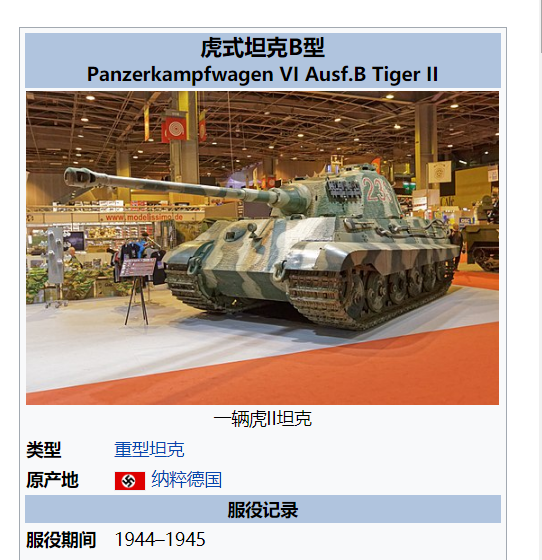 虎式坦克B型
Panzerkampfwagen VI Ausf.B Tiger II
www.modelissimo.de
233
一辆虎II坦克
类型 重型坦克
原产地 纳粹德国
服役记录
服役期间 1944–1945